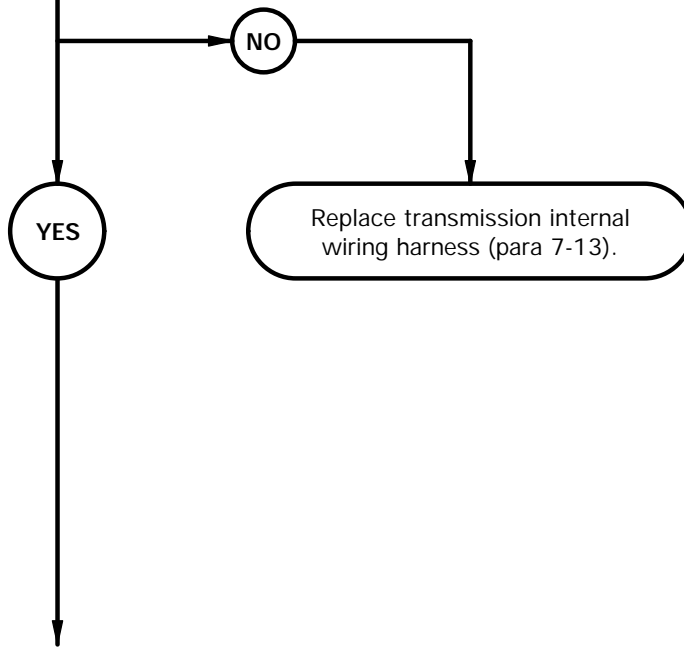 NO
YES
Replace transmission internal
wiring harness (para 7-13).